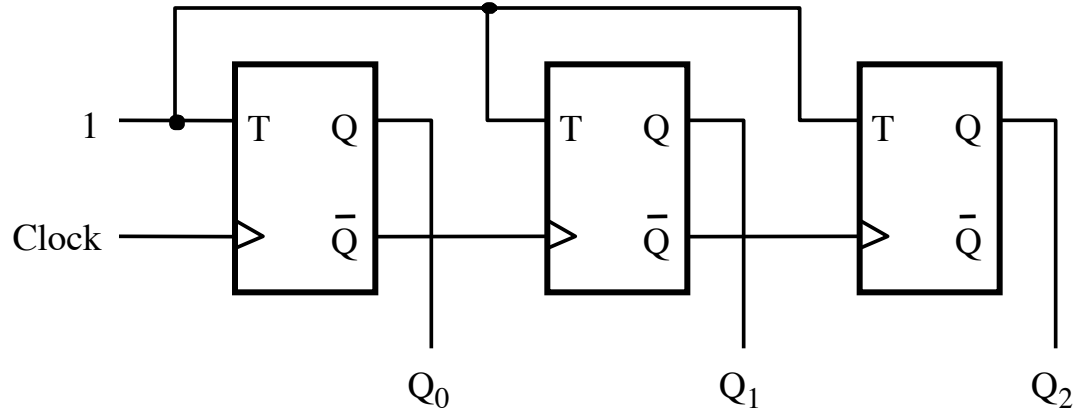 1 T Q T Q T Q
Clock Q̅ Q̅ Q̅
Q₀ Q₁ Q₂